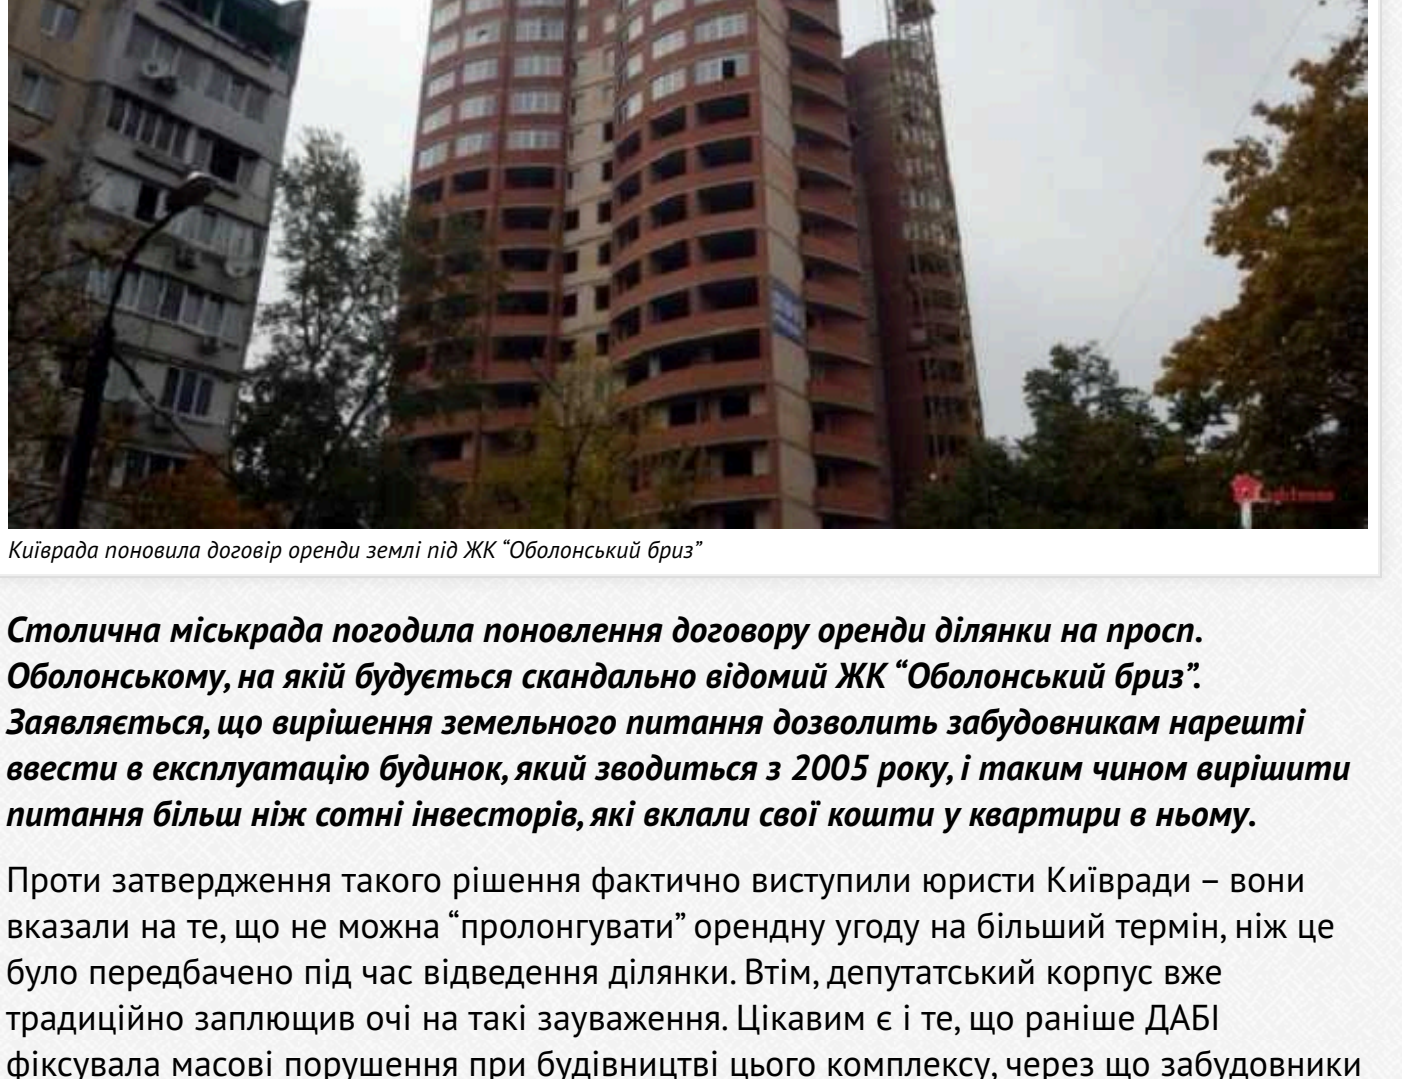 Київрада поновила договір оренди землі під ЖК “Оболонський бриз”
Столична міськрада погодила поновлення договору оренди ділянки на просп.
Оболонському, на якій будується скандально відомий ЖК “Оболонський бриз”.
Заявляється, що вирішення земельного питання дозволить забудовникам нарешті
ввести в експлуатацію будинок, який зводиться з 2005 року, і таким чином вирішити
питання більш ніж сотні інвесторів, які вклали свої кошти у квартири в ньому.
Проти затвердження такого рішення фактично виступили юристи Київради – вони
вказали на те, що не можна “пролонгувати” орендну угоду на більший термін, ніж це
було передбачено під час відведення ділянки. Втім, депутатський корпус вже
традиційно заплющив очі на такі зауваження. Цікавим є і те, що раніше ДАБІ
фіксувала масові порушення при будівництві цього комплексу, через що забудовники